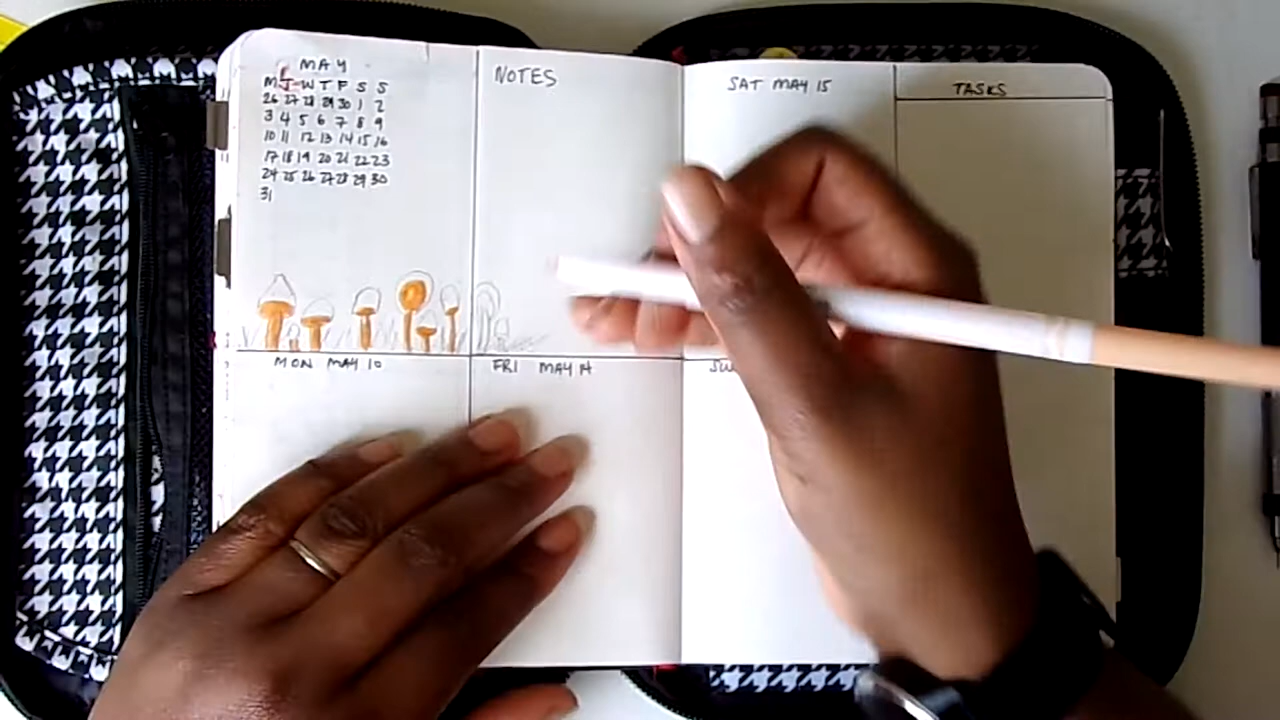 MAY
M T W T F S S
26 27 28 29 30 1 2
3 4 5 6 7 8 9
10 11 12 13 14 15 16
17 18 19 20 21 22 23
24 25 26 27 28 29 30
31
NOTES
SAT MAY 15
TASKS
MON MAY 10
FRI MAY 14